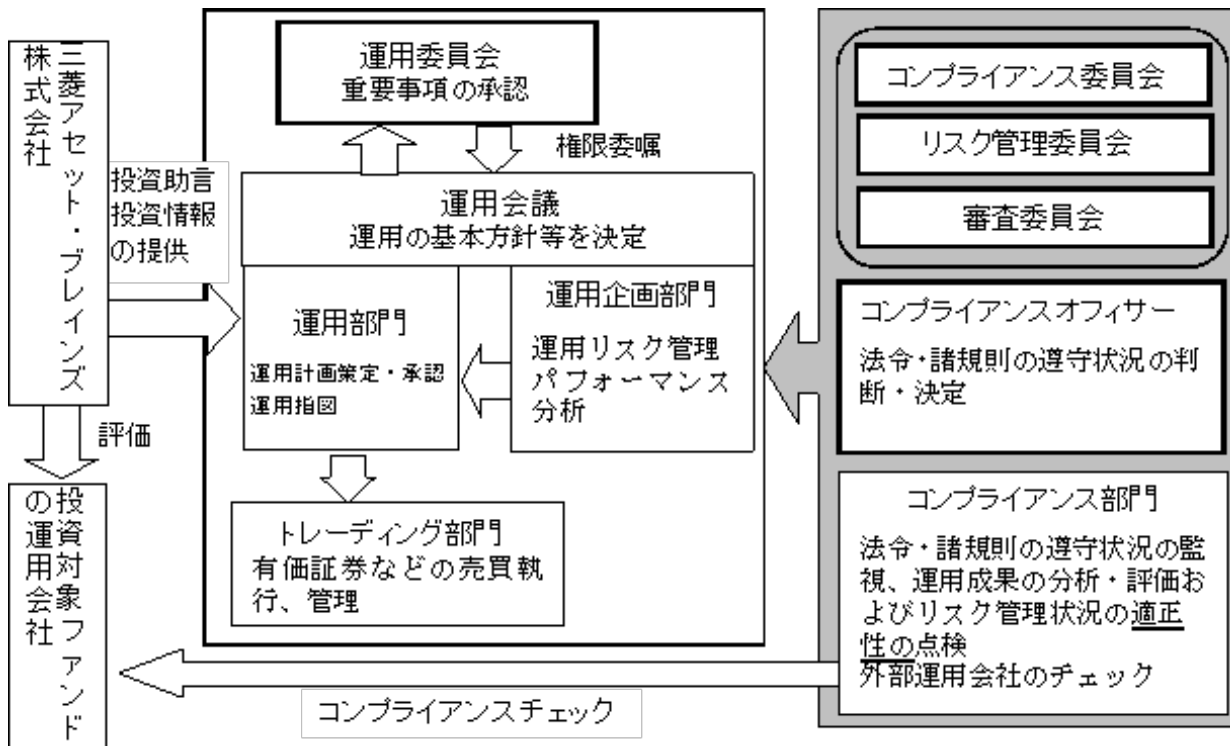 三菱アセット・ブレインズ
株式会社
投資助言
投資情報
の提供
評価
投資対象ファンド
の運用会社
運用委員会
重要事項の承認
権限委嘱
運用会議
運用の基本方針等を決定
運用部門
運用計画策定・承認
運用指図
運用企画部門
運用リスク管理
パフォーマンス
分析
トレーディング部門
有価証券などの売買執
行、管理
コンプライアンス委員会
リスク管理委員会
審査委員会
コンプライアンスオフィサー
法令・諸規則の遵守状況の判
断・決定
コンプライアンス部門
法令・諸規則の遵守状況の監
視、運用成果の分析・評価お
よびリスク管理状況の適正
性の点検
外部運用会社のチェック
コンプライアンスチェック